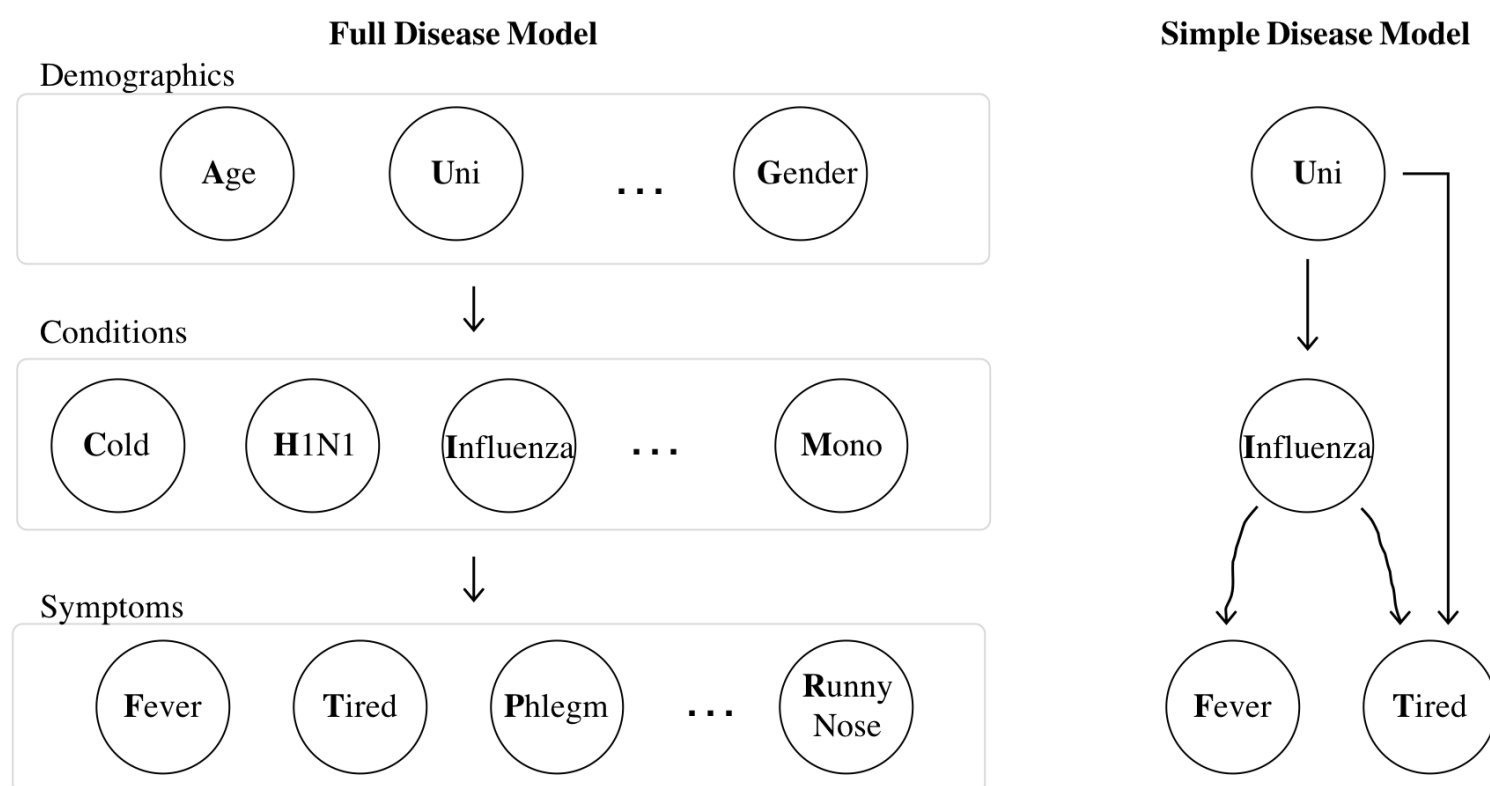 Full Disease Model
Demographics
Age
Uni
...
Gender
Conditions
Cold
H1N1
Influenza
...
Mono
Symptoms
Fever
Tired
Phlegm
...
Runny
Nose
Simple Disease Model
Uni
Influenza
Fever
Tired